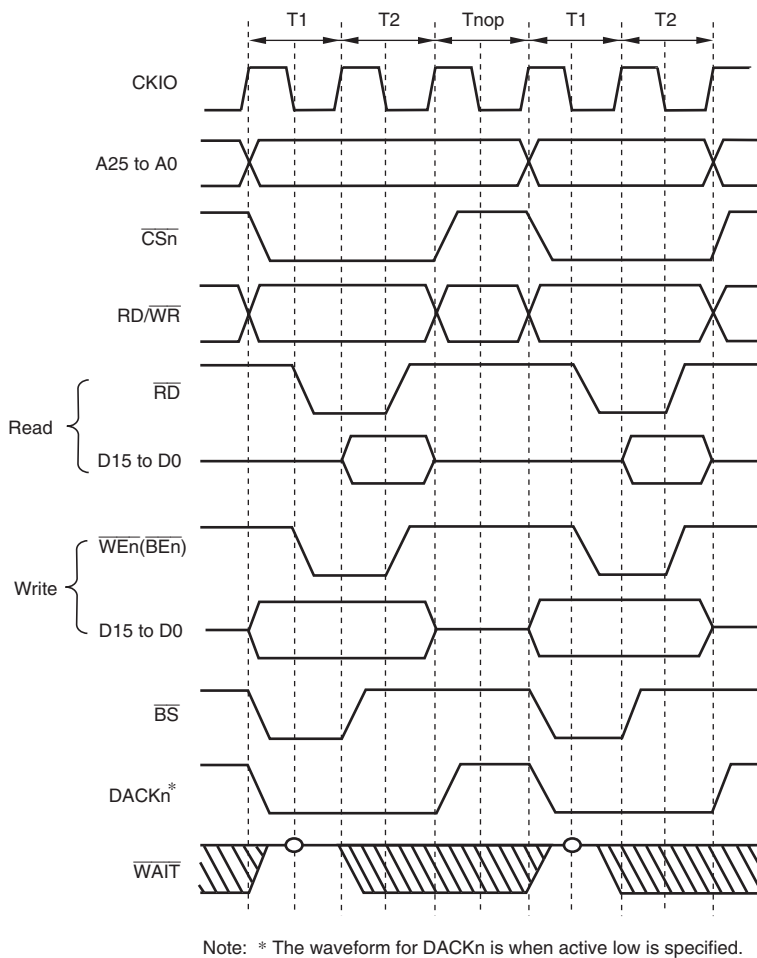 T1 T2 Tnop T1 T2
CKIO
A25 to A0
CSn
RD/WR
Read
RD
D15 to D0
Write
WEn(BEn)
D15 to D0
BS
DACKn*
WAIT
Note: * The waveform for DACKn is when active low is specified.